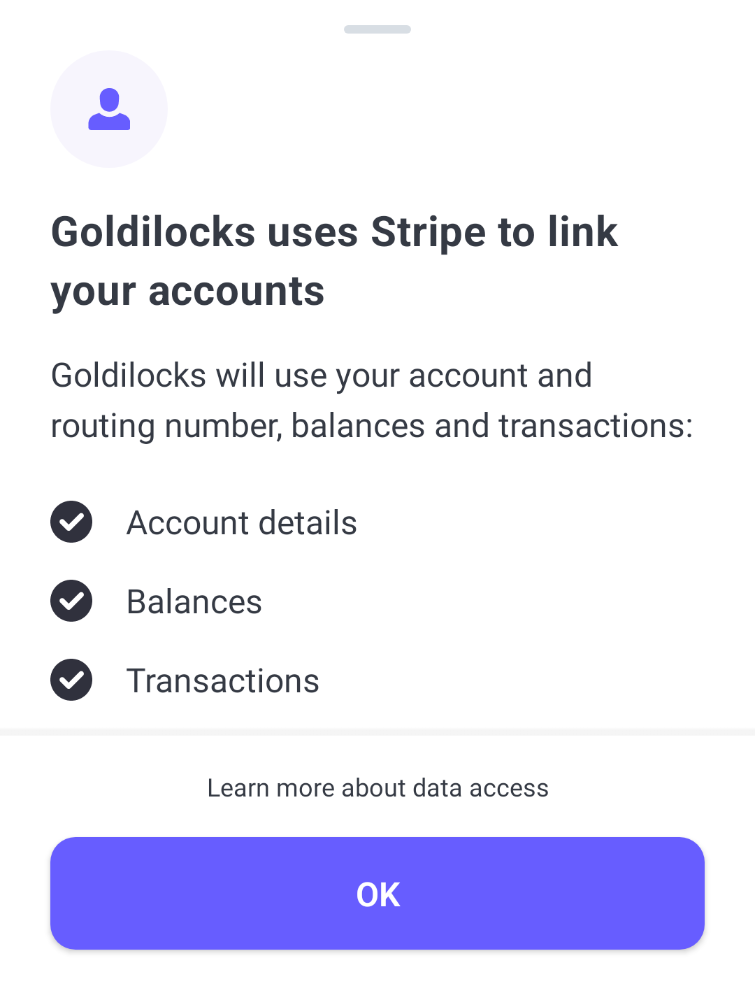 Goldilocks uses Stripe to link
your accounts
Goldilocks will use your account and
routing number, balances and transactions:
Account details
Balances
Transactions
Learn more about data access
OK